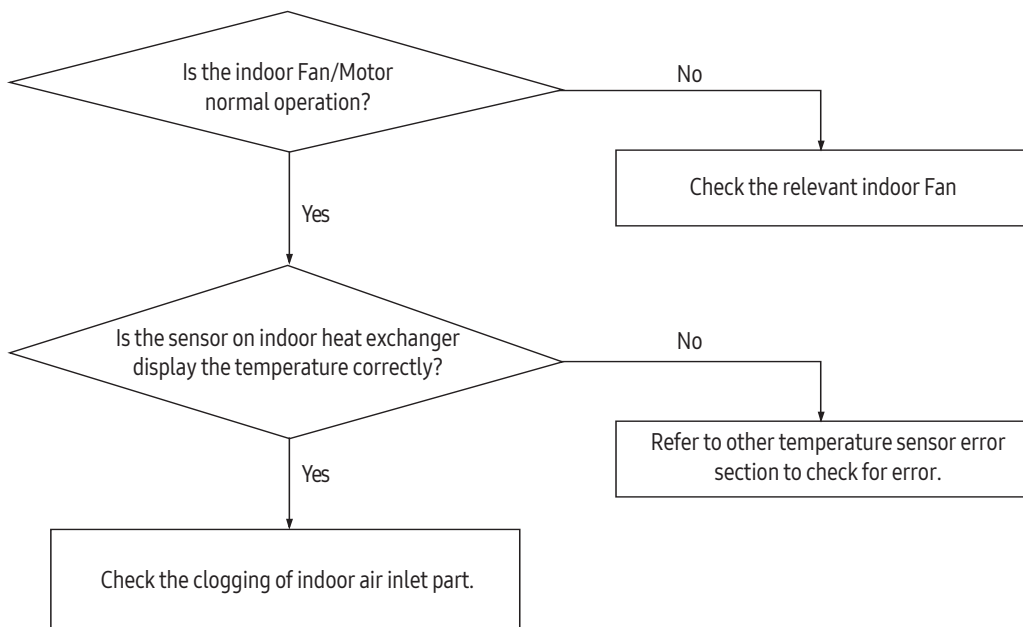 Is the indoor Fan/Motor
normal operation?
No
Check the relevant indoor Fan
Yes
Is the sensor on indoor heat exchanger
display the temperature correctly?
No
Refer to other temperature sensor error
section to check for error.
Yes
Check the clogging of indoor air inlet part.